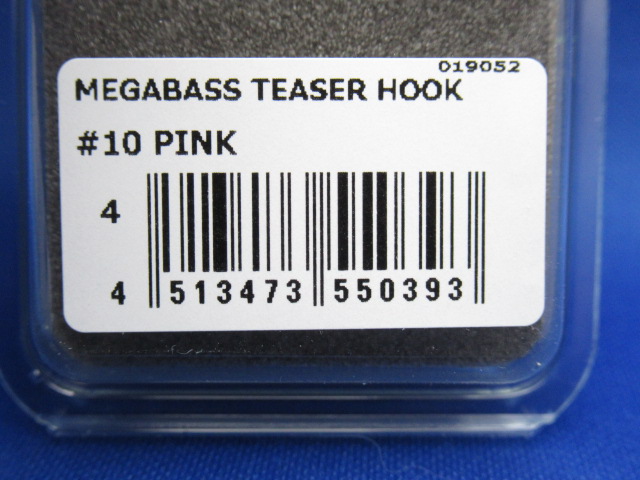 019052
MEGABASS TEASER HOOK
#10 PINK
4
4 513473 550393